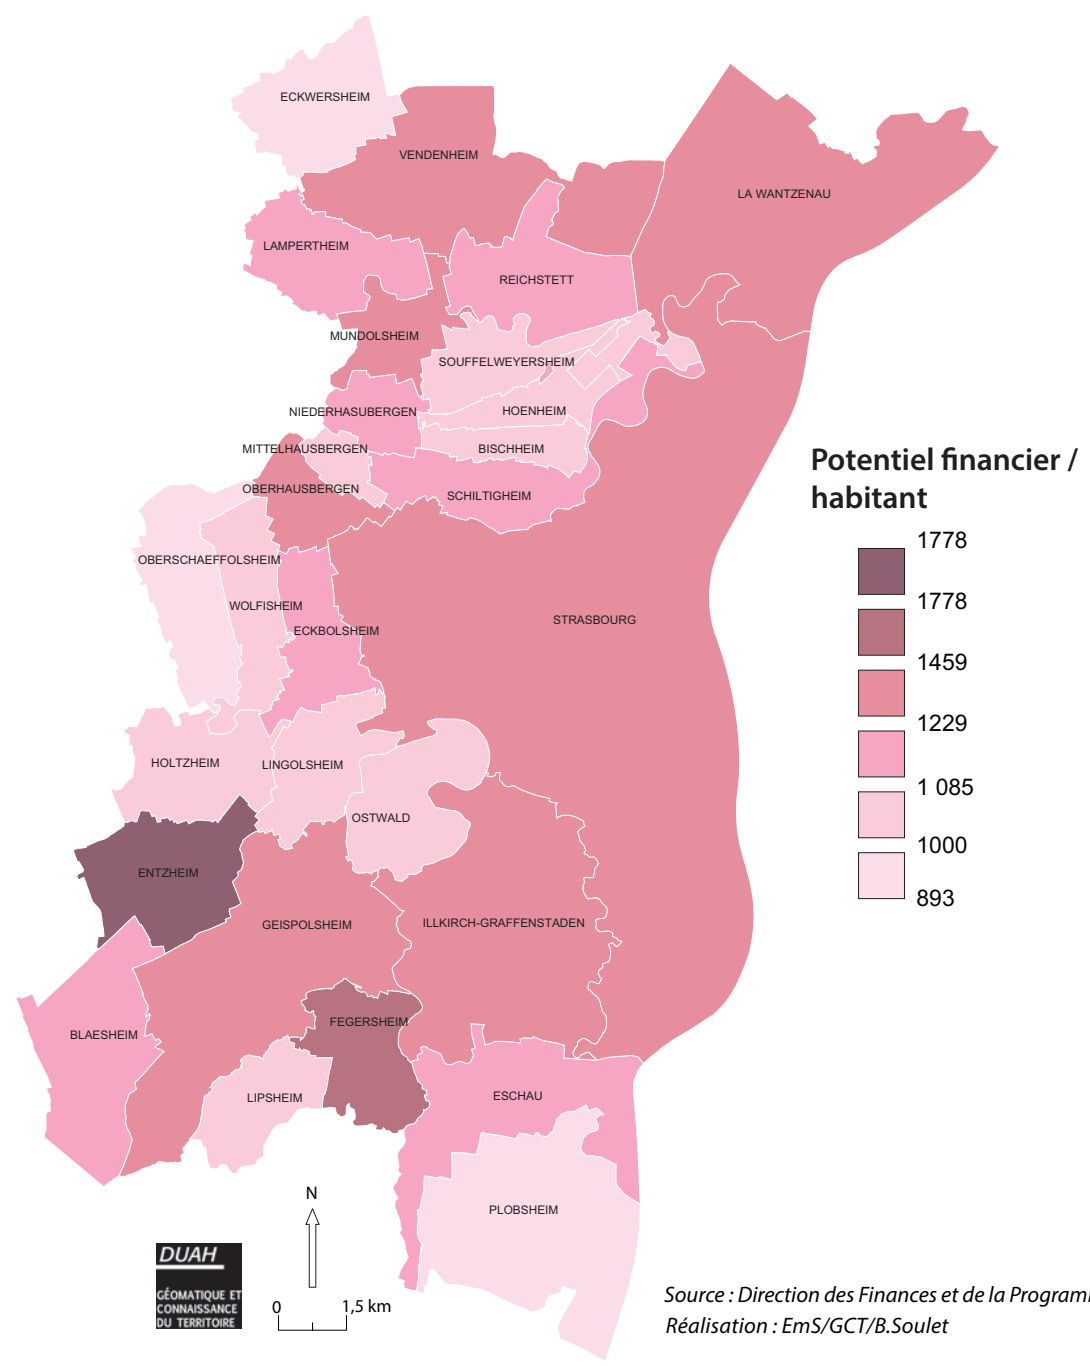 ECKWERSHEIM
VENDENHEIM
LA WANTZENAU
LAMPERTHEIM
REICHSTETT
MUNDOLSHEIM
SOUFFELWEYERSHEIM
NIEDERHASUBERGEN
HOENHEIM
MITTELHAUSBERGEN
BISCHHEIM
OBERHAUSBERGEN
SCHILTIGHEIM
OBERSCHAEFFOLSHEIM
WOLFISHEIM
ECKBOLSHEIM
STRASBOURG
HOLTZHEIM
LINGOLSHEIM
OSTWALD
ENTZHEIM
GEISPOLSHEIM
ILLKIRCH-GRAFFENSTADEN
FEGERSHEIM
BLAESHEIM
LIPSHEIM
ESCHAU
PLOBSHEIM
Potentiel financier /
habitant
1778
1778
1459
1229
1 085
1000
893
N
0 1,5 km
DUAH
GÉOMATIQUE ET
CONNAISSANCE
DU TERRITOIRE
Source : Direction des Finances et de la Program
Réalisation : EmS/GCT/B.Soulet